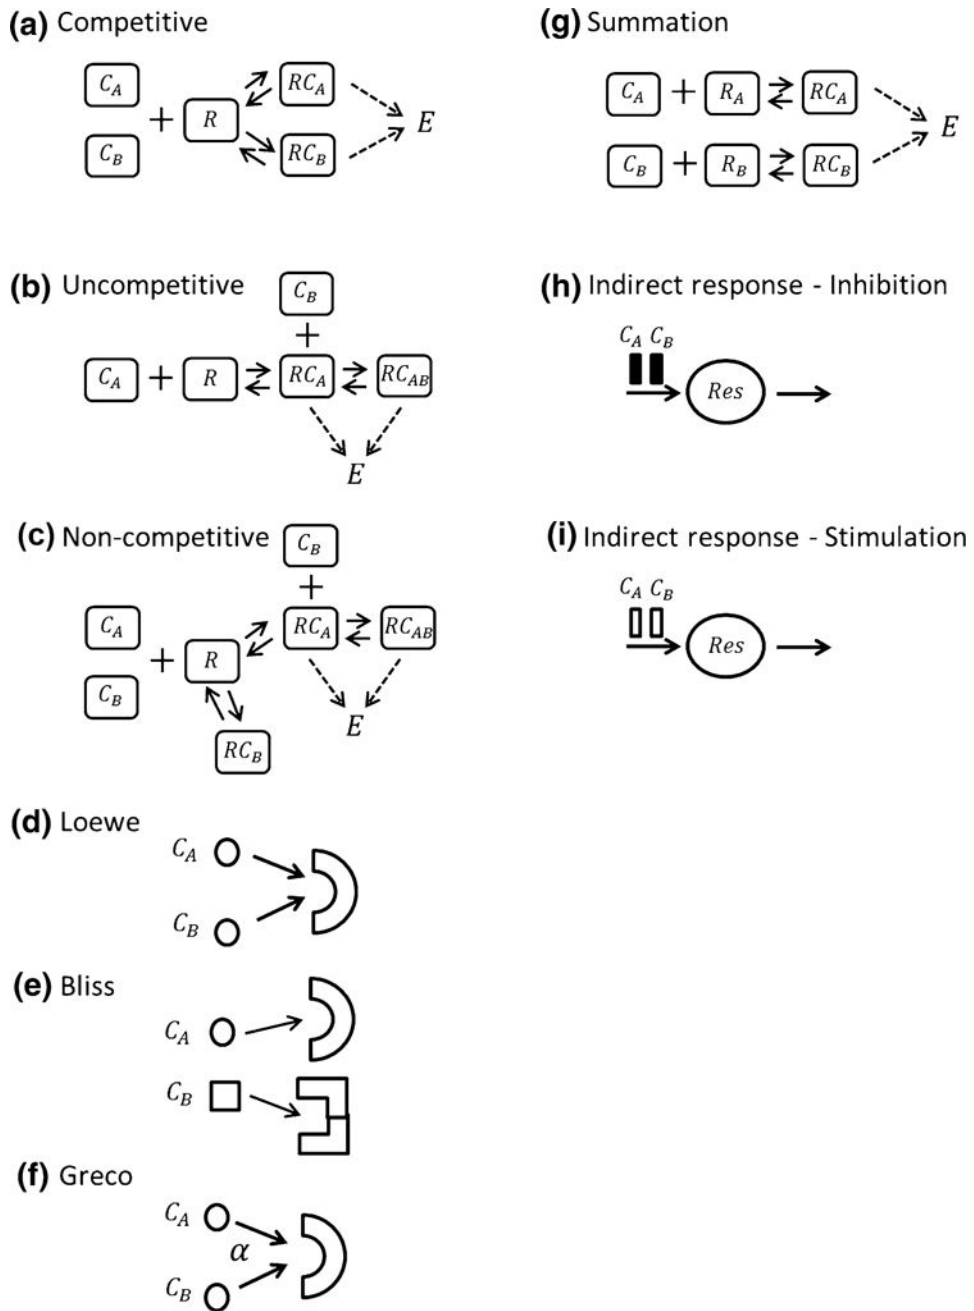 (a) Competitive
C_A
C_B
+
R
RC_A
RC_B
E
(b) Uncompetitive
C_B
+
C_A + R RC_A RC_AB
E
(c) Non-competitive
C_B
+
C_A
C_B
+
R
RC_A RC_AB
RC_B
E
(d) Loewe
C_A
C_B
(e) Bliss
C_A
C_B
(f) Greco
C_A
α
C_B
(g) Summation
C_A + R_A RC_A
C_B + R_B RC_B
E
(h) Indirect response - Inhibition
C_A C_B
Res
(i) Indirect response - Stimulation
C_A C_B
Res